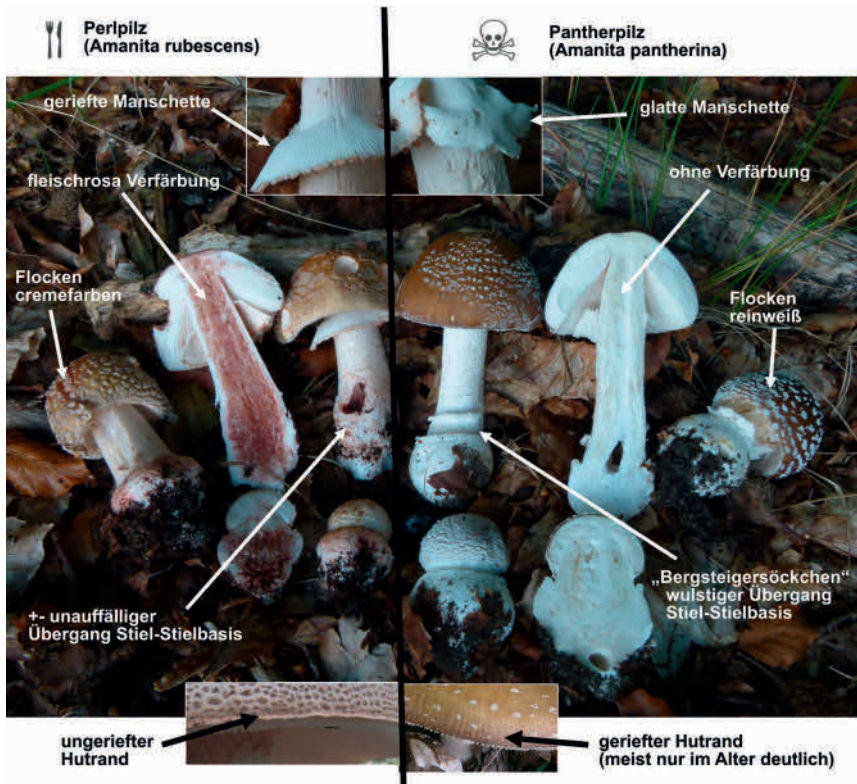 Perlpilz
(Amanita rubescens)
Pantherpilz
(Amanita pantherina)
geriefte Manschette
glatte Manschette
fleischrosa Verfärbung
ohne Verfärbung
Flocken
cremefarben
Flocken
reinweiß
+- unauffälliger
Übergang Stiel-Stielbasis
„Bergsteigersöckchen“
wulstiger Übergang
Stiel-Stielbasis
ungeriefter
Hutrand
geriefter Hutrand
(meist nur im Alter deutlich)